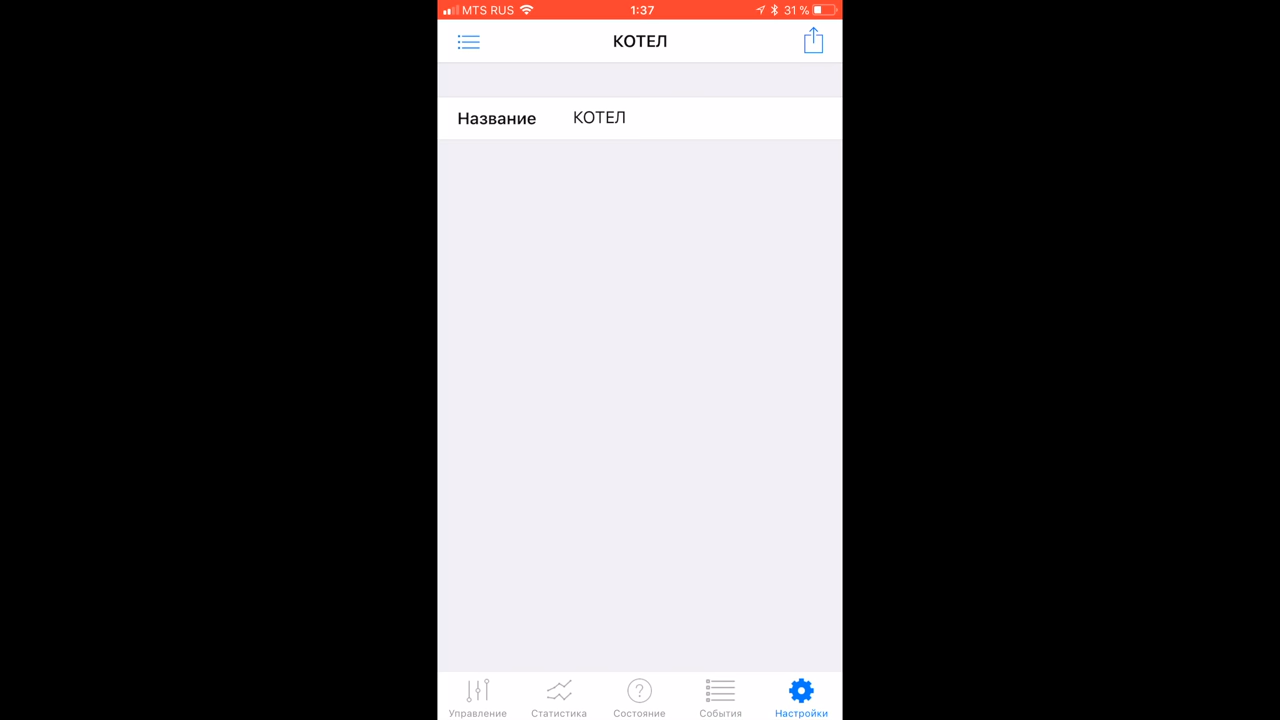 MTS RUS 1:37 31 %
КОТЕЛ
Название КОТЕЛ
Управление Статистика Состояние События Настройки